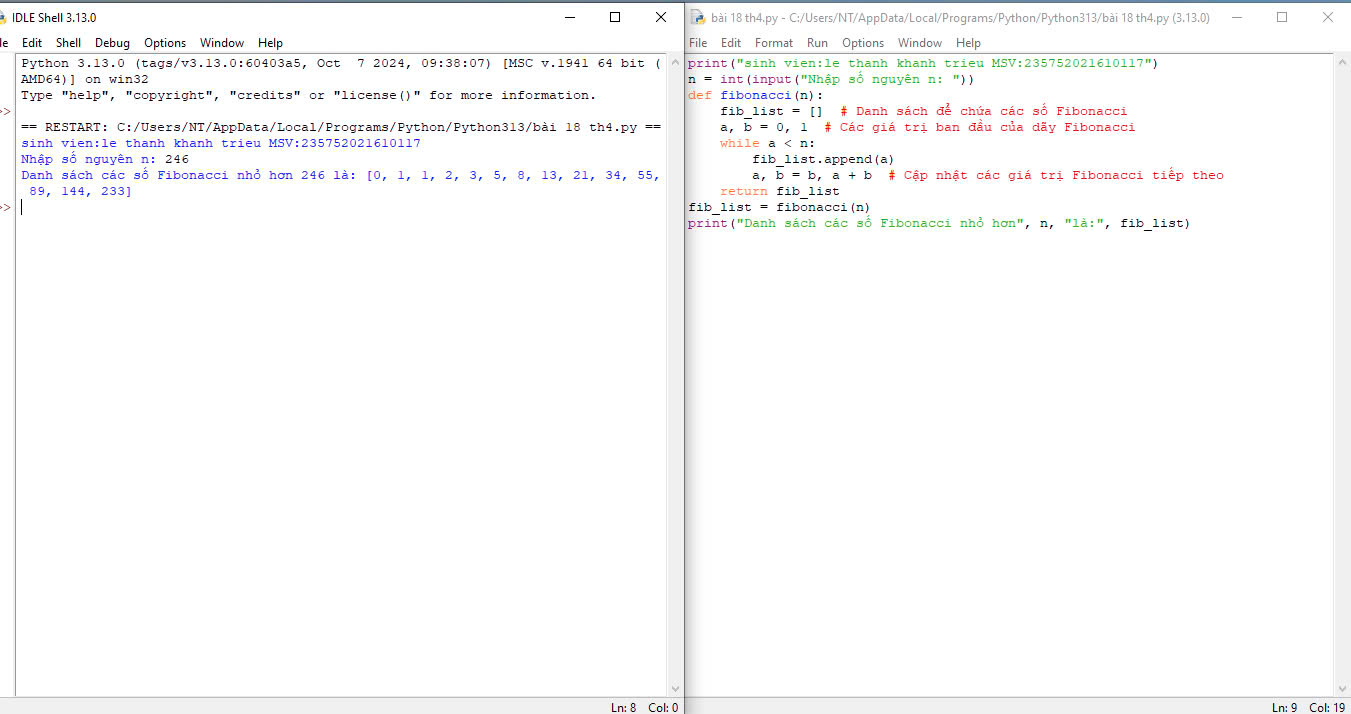 IDLE Shell 3.13.0
le Edit Shell Debug Options Window Help
Python 3.13.0 (tags/v3.13.0:60403a5, Oct  7 2024, 09:38:07) [MSC v.1941 64 bit (
AMD64)] on win32
Type "help", "copyright", "credits" or "license()" for more information.
>>
== RESTART: C:/Users/NT/AppData/Local/Programs/Python/Python313/bài 18 th4.py ==
sinh vien:le thanh khanh trieu MSV:235752021610117
Nhập số nguyên n: 246
Danh sách các số Fibonacci nhỏ hơn 246 là: [0, 1, 1, 2, 3, 5, 8, 13, 21, 34, 55,
 89, 144, 233]
>>
Ln: 8 Col: 0
bài 18 th4.py - C:/Users/NT/AppData/Local/Programs/Python/Python313/bài 18 th4.py (3.13.0)
File Edit Format Run Options Window Help
print("sinh vien:le thanh khanh trieu MSV:235752021610117")
n = int(input("Nhập số nguyên n: "))
def fibonacci(n):
    fib_list = []  # Danh sách để chứa các số Fibonacci
    a, b = 0, 1  # Các giá trị ban đầu của dãy Fibonacci
    while a < n:
        fib_list.append(a)
        a, b = b, a + b  # Cập nhật các giá trị Fibonacci tiếp theo
    return fib_list
fib_list = fibonacci(n)
print("Danh sách các số Fibonacci nhỏ hơn", n, "là:", fib_list)
Ln: 9 Col: 19